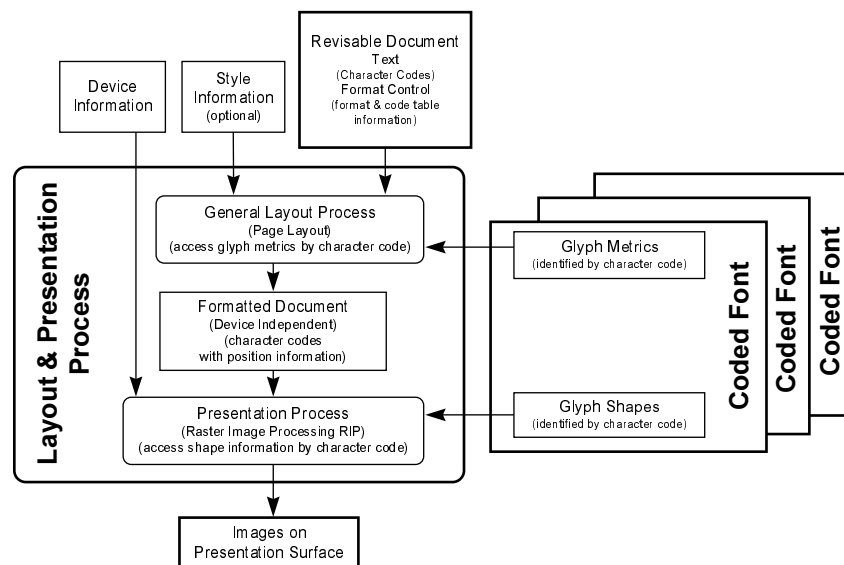 Revisable Document
Text
(Character Codes)
Format Control
(format & code table
information)
Device
Information
Style
Information
(optional)
Layout & Presentation
Process
General Layout Process
(Page Layout)
(access glyph metrics by character code)
Formatted Document
(Device Independent)
(character codes
with position information)
Presentation Process
(Raster Image Processing RIP)
(access shape information by character code)
Images on
Presentation Surface
Glyph Metrics
(identified by character code)
Glyph Shapes
(identified by character code)
Coded Font
Coded Font
Coded Font